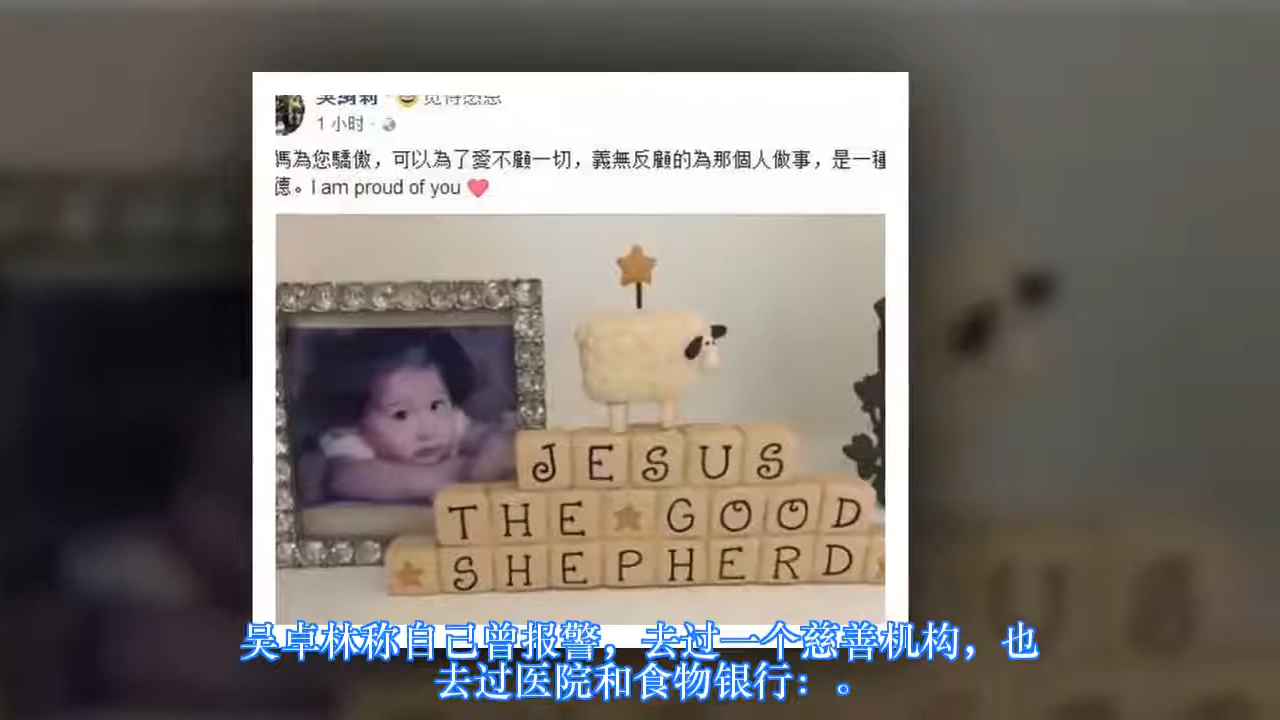 1 小时
媽為您驕傲，可以為了愛不顧一切，義無反顧的為那個人做事，是一種
德。I am proud of you
JESUS
THE GOOD
SHEPHERD
吴卓林称自己曾报警，去过一个慈善机构，也
去过医院和食物银行：。